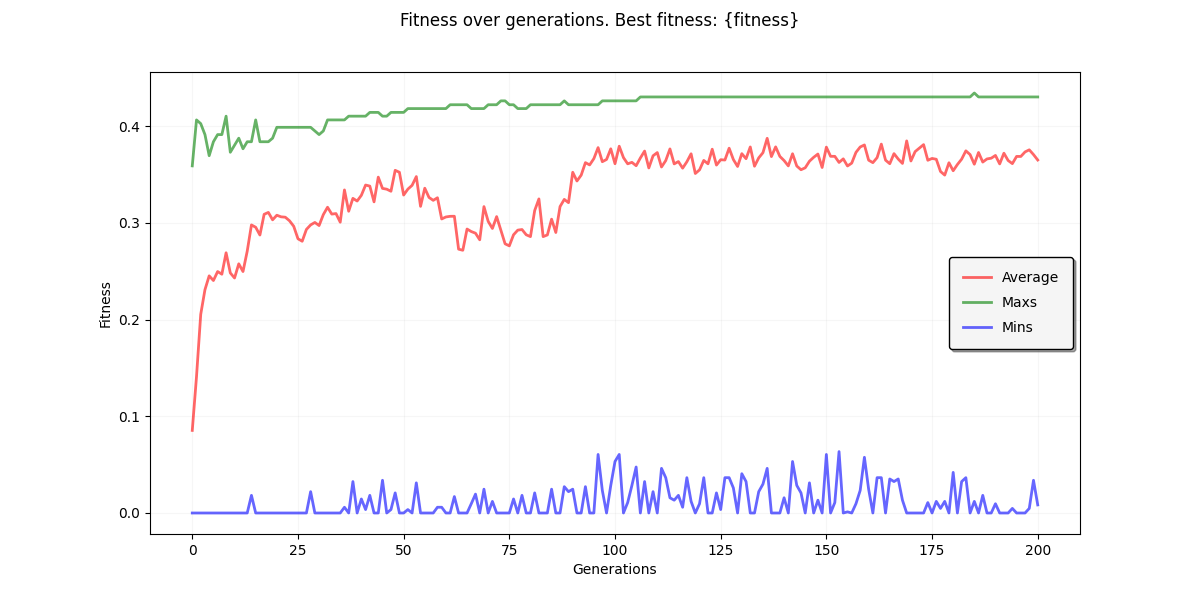 Fitness over generations. Best fitness: {fitness}
0.4
0.3
0.2
0.1
0.0
Fitness
Average
Maxs
Mins
0 25 50 75 100 125 150 175 200
Generations